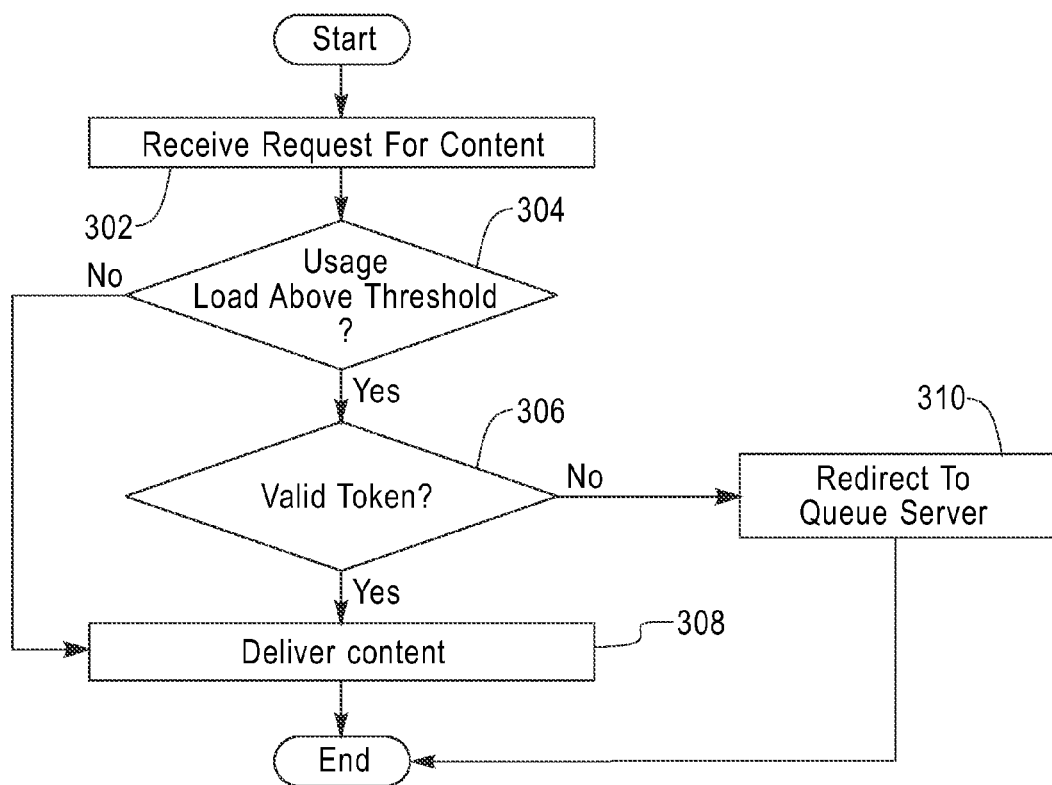 Start
Receive Request For Content
302
304
No
Usage
Load Above Threshold
?
Yes
306
310
Valid Token?
No
Redirect To
Queue Server
Yes
308
Deliver content
End